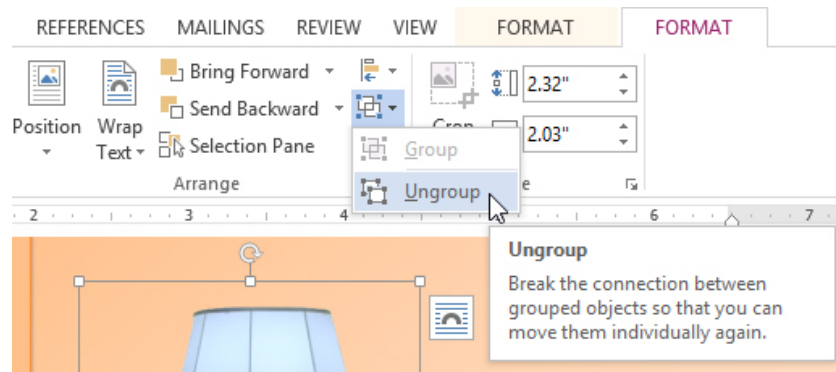 REFERENCES MAILINGS REVIEW VIEW FORMAT FORMAT
Bring Forward
Send Backward
Selection Pane
Position
Wrap
Text
2.32"
2.03"
Group
Ungroup
Arrange
2 3 4 6 7
Ungroup
Break the connection between
grouped objects so that you can
move them individually again.